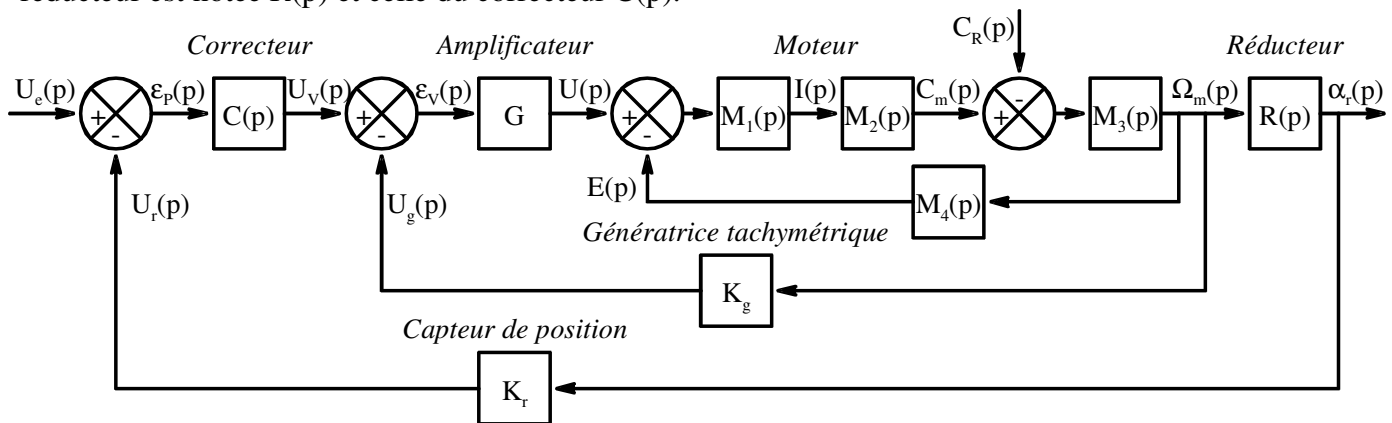 réducteur est notée R(p) et celle du correcteur C(p).
C_R(p)
Correcteur Amplificateur Moteur Réducteur
U_e(p) ε_P(p) U_V(p) ε_V(p) U(p) I(p) C_m(p) Ω_m(p) α_r(p)
+ - C(p) + - G + - M_1(p) M_2(p) + - M_3(p) R(p)
E(p) M_4(p)
U_r(p) U_g(p)
Génératrice tachymétrique
K_g
Capteur de position
K_r